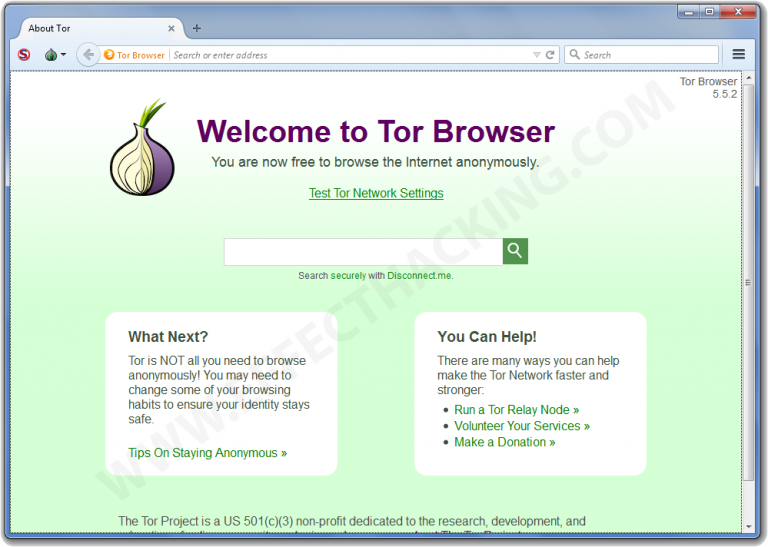 About Tor
Tor Browser
Search or enter address
Search
Tor Browser
5.5.2
Welcome to Tor Browser
You are now free to browse the Internet anonymously.
Test Tor Network Settings
Search securely with Disconnect.me.
What Next?
Tor is NOT all you need to browse
anonymously! You may need to
change some of your browsing
habits to ensure your identity stays
safe.
Tips On Staying Anonymous »
You Can Help!
There are many ways you can help
make the Tor Network faster and
stronger:
Run a Tor Relay Node »
Volunteer Your Services »
Make a Donation »
The Tor Project is a US 501(c)(3) non-profit dedicated to the research, development, and